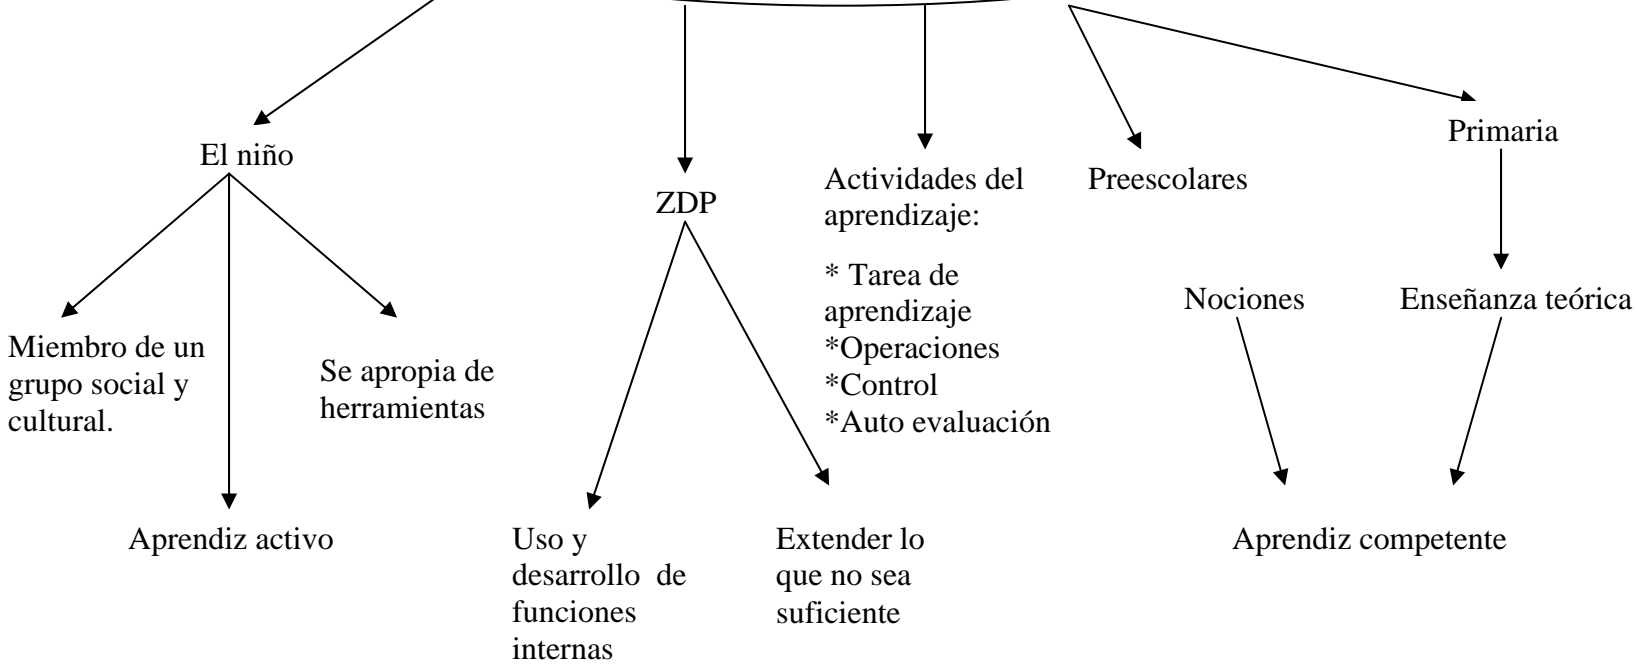 El niño
Miembro de un
grupo social y
cultural.
Se apropia de
herramientas
Aprendiz activo
ZDP
Uso y
desarrollo  de
funciones
internas
Extender lo
que no sea
suficiente
Actividades del
aprendizaje:
* Tarea de
aprendizaje
*Operaciones
*Control
*Auto evaluación
Preescolares
Primaria
Nociones
Enseñanza teórica
Aprendiz competente